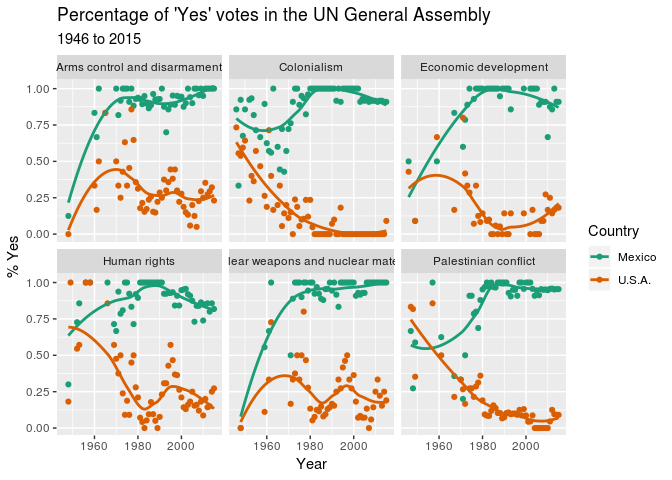 Percentage of 'Yes' votes in the UN General Assembly
1946 to 2015
Arms control and disarmament
Colonialism
Economic development
1.00
0.75
0.50
0.25
0.00
Human rights
lear weapons and nuclear mate
Palestinian conflict
1.00
0.75
0.50
0.25
0.00
% Yes
1960 1980 2000
1960 1980 2000
1960 1980 2000
Year
Country
Mexico
U.S.A.